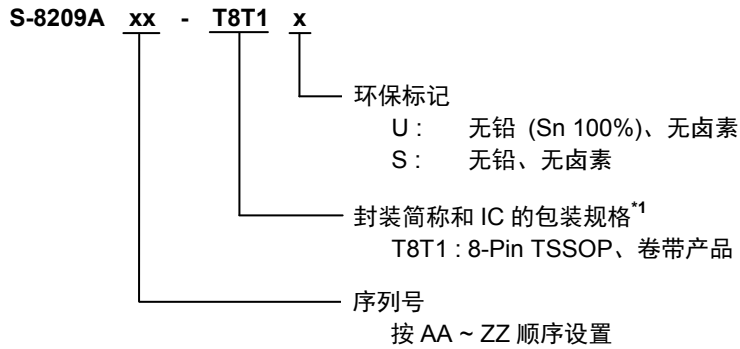 S-8209A xx - T8T1 x
环保标记
U : 无铅 (Sn 100%)、无卤素
S : 无铅、无卤素
封装简称和 IC 的包装规格*1
T8T1 : 8-Pin TSSOP、卷带产品
序列号
按 AA ~ ZZ 顺序设置